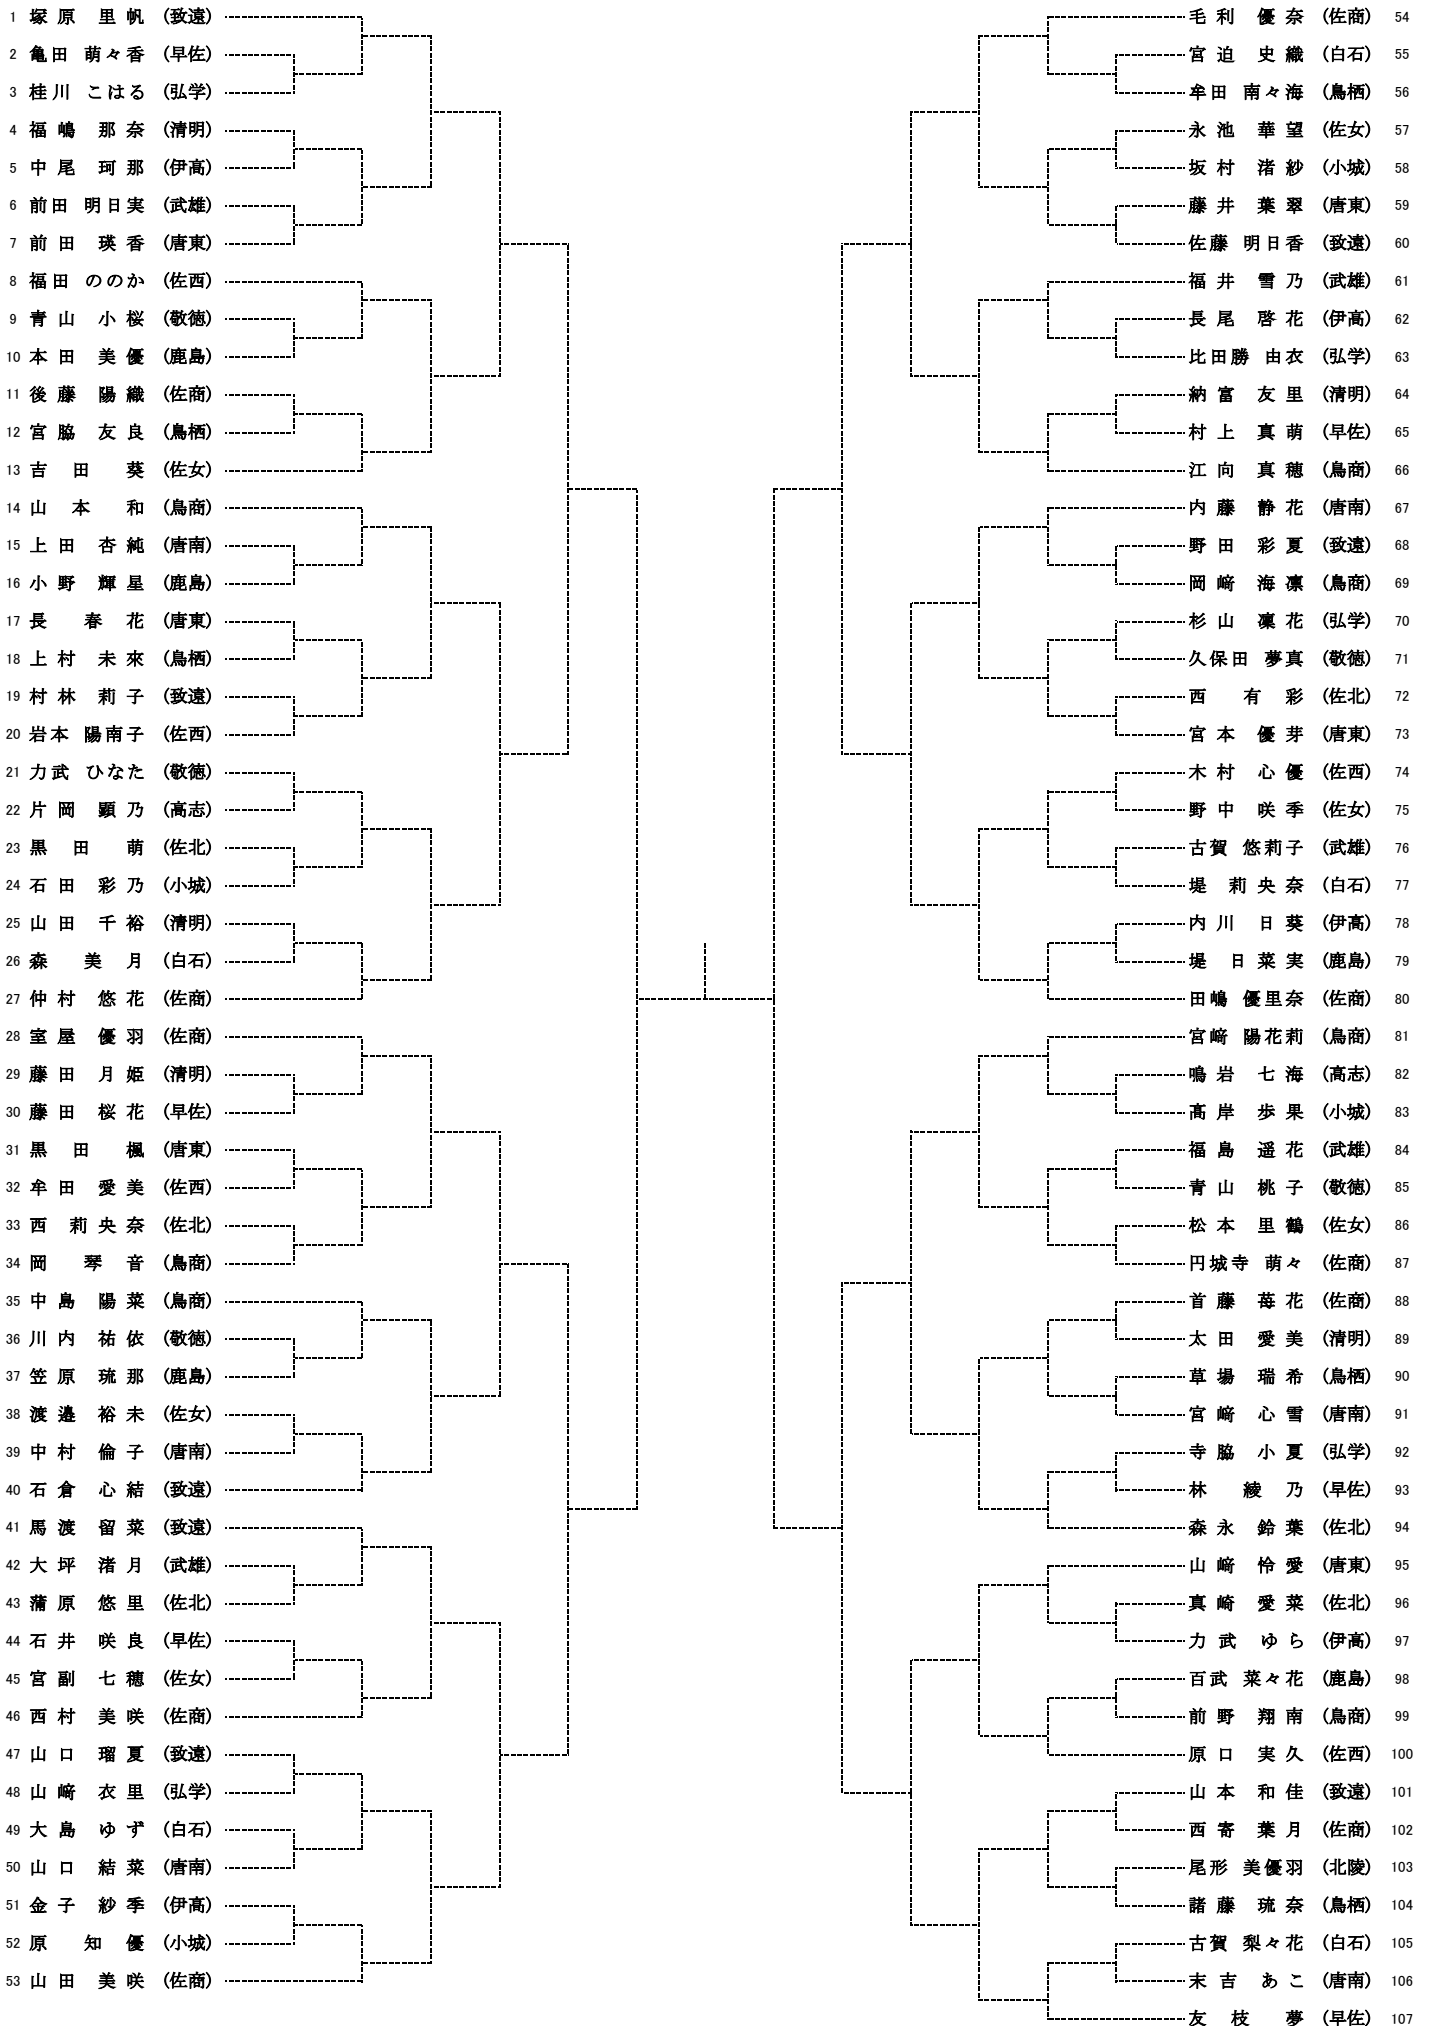 1 塚原 里帆 (致遠)
2 亀田 萌々香 (早佐)
3 桂川 こはる (弘学)
4 福嶋 那奈 (清明)
5 中尾 珂那 (伊高)
6 前田 明日実 (武雄)
7 前田 瑛香 (唐東)
8 福田 ののか (佐西)
9 青山 小桜 (敬徳)
10 本田 美優 (鹿島)
11 後藤 陽織 (佐商)
12 宮脇 友良 (鳥栖)
13 吉田 葵 (佐女)
14 山本 和 (鳥商)
15 上田 杏純 (唐南)
16 小野 輝星 (鹿島)
17 長 春花 (唐東)
18 上村 未來 (鳥栖)
19 村林 莉子 (致遠)
20 岩本 陽南子 (佐西)
21 力武 ひなた (敬徳)
22 片岡 顕乃 (高志)
23 黒田 萌 (佐北)
24 石田 彩乃 (小城)
25 山田 千裕 (清明)
26 森 美月 (白石)
27 仲村 悠花 (佐商)
28 室屋 優羽 (佐商)
29 藤田 月姫 (清明)
30 藤田 桜花 (早佐)
31 黒田 楓 (唐東)
32 牟田 愛美 (佐西)
33 西 莉央奈 (佐北)
34 岡 琴音 (鳥商)
35 中島 陽菜 (鳥商)
36 川内 祐依 (敬徳)
37 笠原 琉那 (鹿島)
38 渡邉 裕未 (佐女)
39 中村 倫子 (唐南)
40 石倉 心結 (致遠)
41 馬渡 留菜 (致遠)
42 大坪 渚月 (武雄)
43 蒲原 悠里 (佐北)
44 石井 咲良 (早佐)
45 宮副 七穂 (佐女)
46 西村 美咲 (佐商)
47 山口 瑠夏 (致遠)
48 山﨑 衣里 (弘学)
49 大島 ゆず (白石)
50 山口 結菜 (唐南)
51 金子 紗季 (伊高)
52 原 知優 (小城)
53 山田 美咲 (佐商)
毛利 優奈 (佐商) 54
宮迫 史織 (白石) 55
牟田 南々海 (鳥栖) 56
永池 華望 (佐女) 57
坂村 渚紗 (小城) 58
藤井 葉翠 (唐東) 59
佐藤 明日香 (致遠) 60
福井 雪乃 (武雄) 61
長尾 啓花 (伊高) 62
比田勝 由衣 (弘学) 63
納富 友里 (清明) 64
村上 真萌 (早佐) 65
江向 真穂 (鳥商) 66
内藤 静花 (唐南) 67
野田 彩夏 (致遠) 68
岡﨑 海凛 (鳥商) 69
杉山 凜花 (弘学) 70
久保田 夢真 (敬徳) 71
西 有彩 (佐北) 72
宮本 優芽 (唐東) 73
木村 心優 (佐西) 74
野中 咲季 (佐女) 75
古賀 悠莉子 (武雄) 76
堤 莉央奈 (白石) 77
内川 日葵 (伊高) 78
堤 日菜実 (鹿島) 79
田嶋 優里奈 (佐商) 80
宮﨑 陽花莉 (鳥商) 81
鳴岩 七海 (高志) 82
髙岸 歩果 (小城) 83
福島 遥花 (武雄) 84
青山 桃子 (敬徳) 85
松本 里鶴 (佐女) 86
円城寺 萌々 (佐商) 87
首藤 苺花 (佐商) 88
太田 愛美 (清明) 89
草場 瑞希 (鳥栖) 90
宮﨑 心雪 (唐南) 91
寺脇 小夏 (弘学) 92
林 綾乃 (早佐) 93
森永 鈴葉 (佐北) 94
山﨑 怜愛 (唐東) 95
真崎 愛菜 (佐北) 96
力武 ゆら (伊高) 97
百武 菜々花 (鹿島) 98
前野 翔南 (鳥商) 99
原口 実久 (佐西) 100
山本 和佳 (致遠) 101
西寄 葉月 (佐商) 102
尾形 美優羽 (北陵) 103
諸藤 琉奈 (鳥栖) 104
古賀 梨々花 (白石) 105
末吉 あこ (唐南) 106
友枝 夢 (早佐) 107